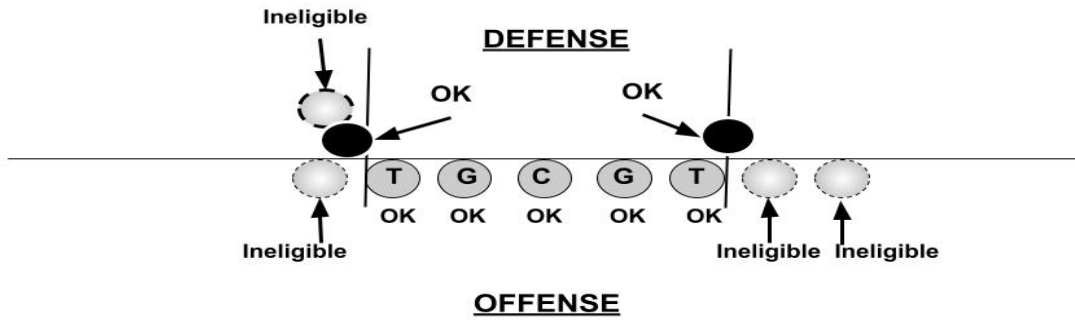 Ineligible
DEFENSE
OK
OK
T G C G T
OK OK OK OK OK
Ineligible
Ineligible Ineligible
OFFENSE